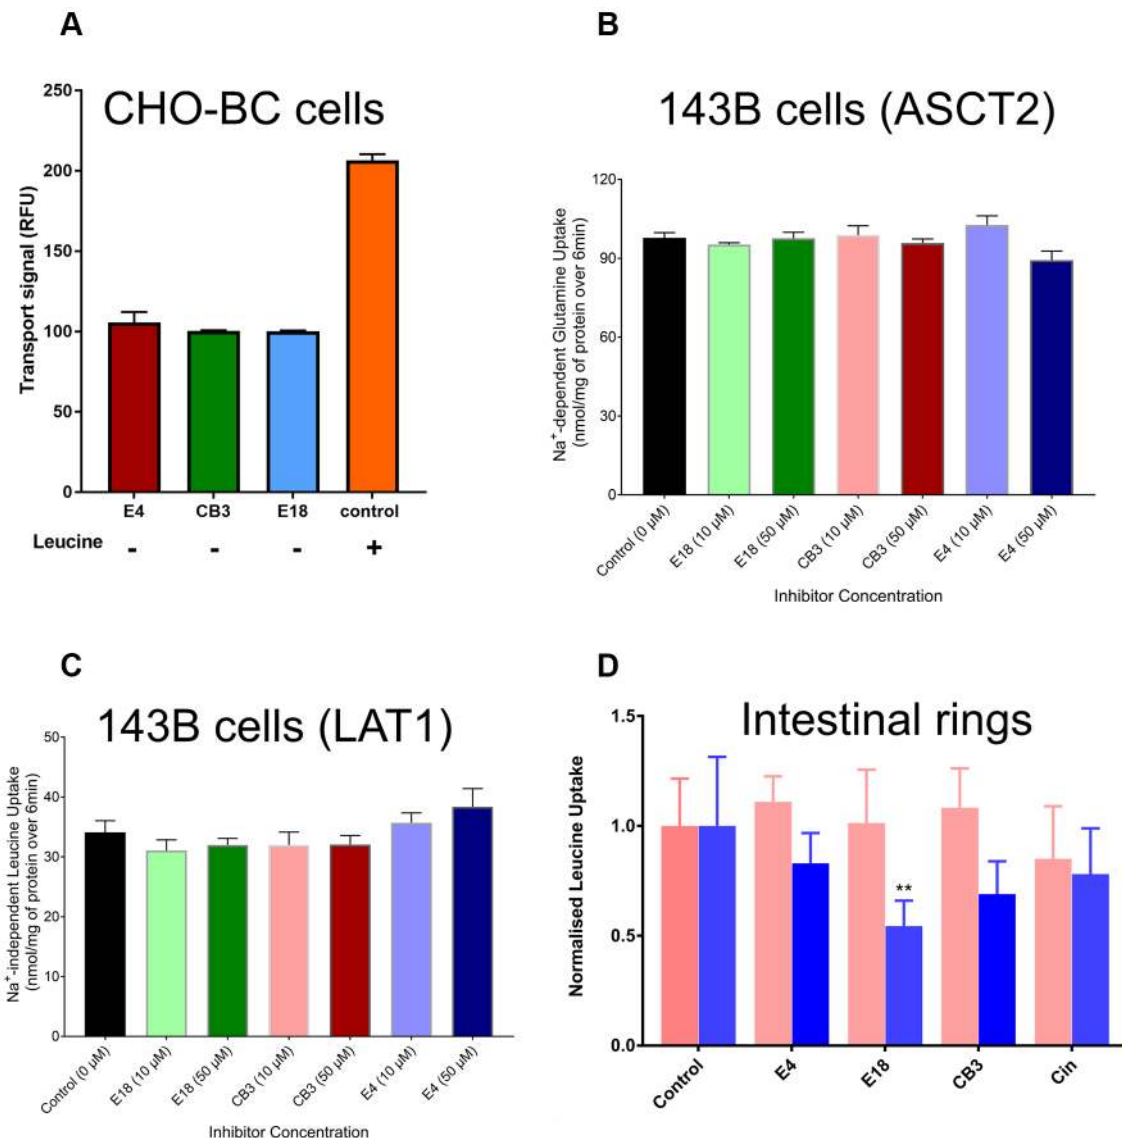 A
CHO-BC cells
Transport signal (RFU)
250
200
150
100
50
0
E4 CB3 E18 control
Leucine - - - +
B
143B cells (ASCT2)
Na+-dependent Glutamine Uptake
(nmol/mg of protein over 6min)
120
90
60
30
0
Control (0 µM) E18 (10 µM) E18 (50 µM) CB3 (10 µM) CB3 (50 µM) E4 (10 µM) E4 (50 µM)
Inhibitor Concentration
C
143B cells (LAT1)
Na+-independent Leucine Uptake
(nmol/mg of protein over 6min)
50
40
30
20
10
0
Control (0 µM) E18 (10 µM) E18 (50 µM) CB3 (10 µM) CB3 (50 µM) E4 (10 µM) E4 (50 µM)
Inhibitor Concentration
D
Intestinal rings
Normalised Leucine Uptake
1.5
1.0
0.5
0.0
**
Control E4 E18 CB3 Cin